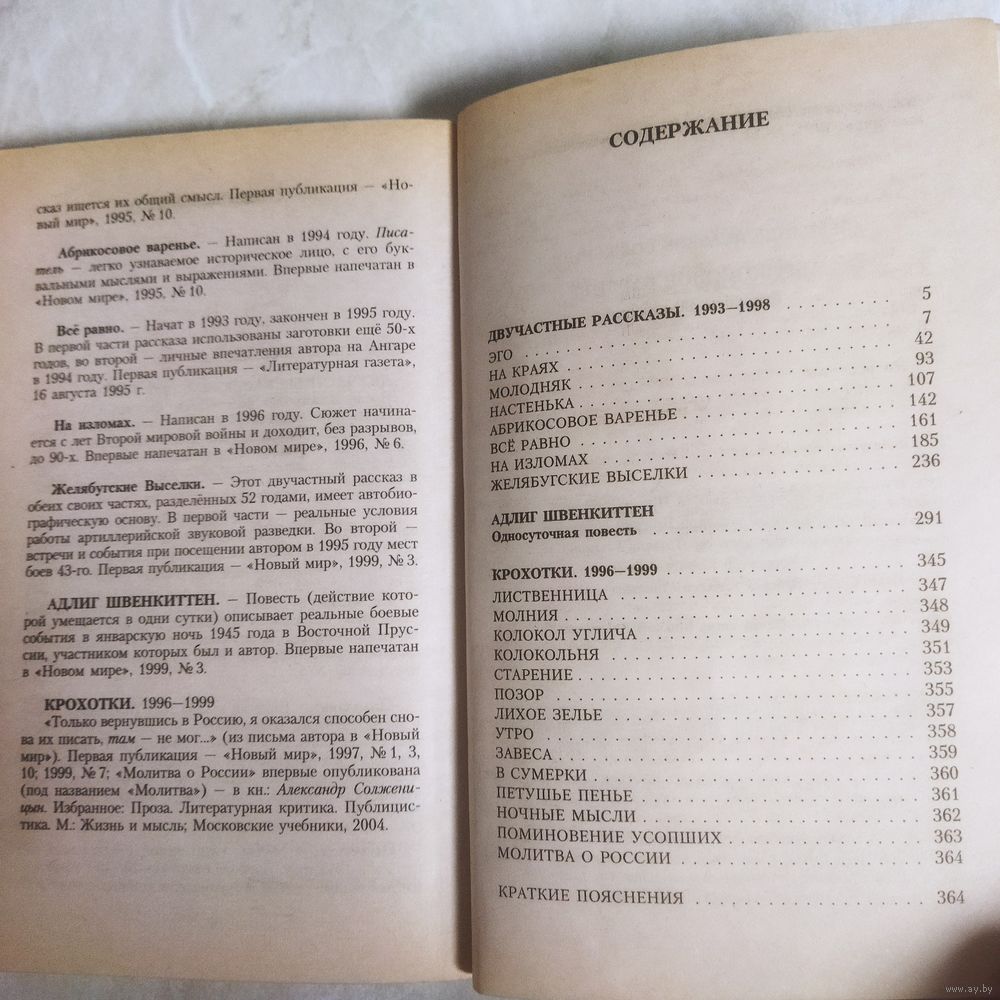 сказ ищется их общий смысл. Первая публикация — «Но-
вый мир», 1995, № 10.
Абрикосовое варенье. — Написан в 1994 году. Писа-
тель — легко узнаваемое историческое лицо, с его бук-
вальными мыслями и выражениями. Впервые напечатан в
«Новом мире», 1995, № 10.
Всё равно. — Начат в 1993 году, закончен в 1995 году.
В первой части рассказа использованы заготовки ещё 50-х
годов, во второй — личные впечатления автора на Ангаре
в 1994 году. Первая публикация — «Литературная газета»,
16 августа 1995 г.
На изломах. — Написан в 1996 году. Сюжет начина-
ется с лет Второй мировой войны и доходит, без разрывов,
до 90-х. Впервые напечатан в «Новом мире», 1996, № 6.
Желябугские Выселки. — Этот двучастный рассказ в
обеих своих частях, разделённых 52 годами, имеет автобио-
графическую основу. В первой части — реальные условия
работы артиллерийской звуковой разведки. Во второй —
встречи и события при посещении автором в 1995 году мест
боев 43-го. Первая публикация — «Новый мир», 1999, № 3.
АДЛИГ ШВЕНКИТТЕН. — Повесть (действие кото-
рой умещается в одни сутки) описывает реальные боевые
события в январскую ночь 1945 года в Восточной Прус-
сии, участником которых был и автор. Впервые напечатан
в «Новом мире», 1999, № 3.
КРОХОТКИ. 1996—1999
«Только вернувшись в Россию, я оказался способен сно-
ва их писать, там — не мог...» (из письма автора в «Новый
мир»). Первая публикация — «Новый мир», 1997, № 1, 3,
10; 1999, № 7; «Молитва о России» впервые опубликована
(под названием «Молитва») — в кн.: Александр Солжени-
цын. Избранное: Проза. Литературная критика. Публицис-
тика. М.: Жизнь и мысль; Московские учебники, 2004.
СОДЕРЖАНИЕ
ДВУЧАСТНЫЕ РАССКАЗЫ. 1993—1998 . . . . . . . . . 5
ЭГО . . . . . . . . . 7
НА КРАЯХ . . . . . . . . . 42
МОЛОДНЯК . . . . . . . . . 93
НАСТЕНЬКА . . . . . . . . . 107
АБРИКОСОВОЕ ВАРЕНЬЕ . . . . . . . . . 142
ВСЁ РАВНО . . . . . . . . . 161
НА ИЗЛОМАХ . . . . . . . . . 185
ЖЕЛЯБУГСКИЕ ВЫСЕЛКИ . . . . . . . . . 236
АДЛИГ ШВЕНКИТТЕН
Односуточная повесть . . . . . . . . . 291
КРОХОТКИ. 1996—1999 . . . . . . . . . 345
ЛИСТВЕННИЦА . . . . . . . . . 347
МОЛНИЯ . . . . . . . . . 348
КОЛОКОЛ УГЛИЧА . . . . . . . . . 349
КОЛОКОЛЬНЯ . . . . . . . . . 351
СТАРЕНИЕ . . . . . . . . . 353
ПОЗОР . . . . . . . . . 355
ЛИХОЕ ЗЕЛЬЕ . . . . . . . . . 357
УТРО . . . . . . . . . 358
ЗАВЕСА . . . . . . . . . 359
В СУМЕРКИ . . . . . . . . . 360
ПЕТУШЬЕ ПЕНЬЕ . . . . . . . . . 361
НОЧНЫЕ МЫСЛИ . . . . . . . . . 362
ПОМИНОВЕНИЕ УСОПШИХ . . . . . . . . . 363
МОЛИТВА О РОССИИ . . . . . . . . . 364
КРАТКИЕ ПОЯСНЕНИЯ . . . . . . . . . 364
www.ay.by